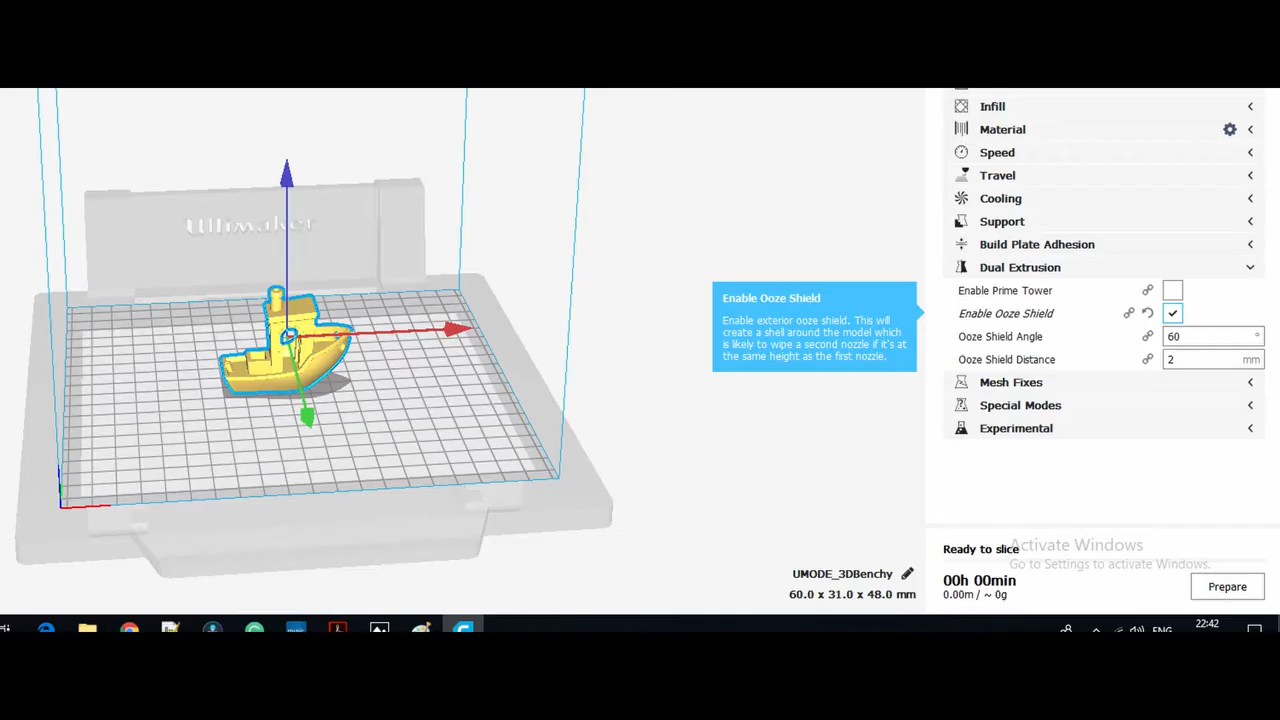 Ultimaker
Infill
Material
Speed
Travel
Cooling
Support
Build Plate Adhesion
Dual Extrusion
Enable Prime Tower
Enable Ooze Shield
Ooze Shield Angle
60 °
Ooze Shield Distance
2 mm
Mesh Fixes
Special Modes
Experimental
Enable Ooze Shield
Enable exterior ooze shield. This will
create a shell around the model which
is likely to wipe a second nozzle if it's at
the same height as the first nozzle.
UMODE_3DBenchy
60.0 x 31.0 x 48.0 mm
Ready to slice
Activate Windows
Go to Settings to activate Windows.
00h 00min
0.00m / ~ 0g
Prepare
ENG
22:42